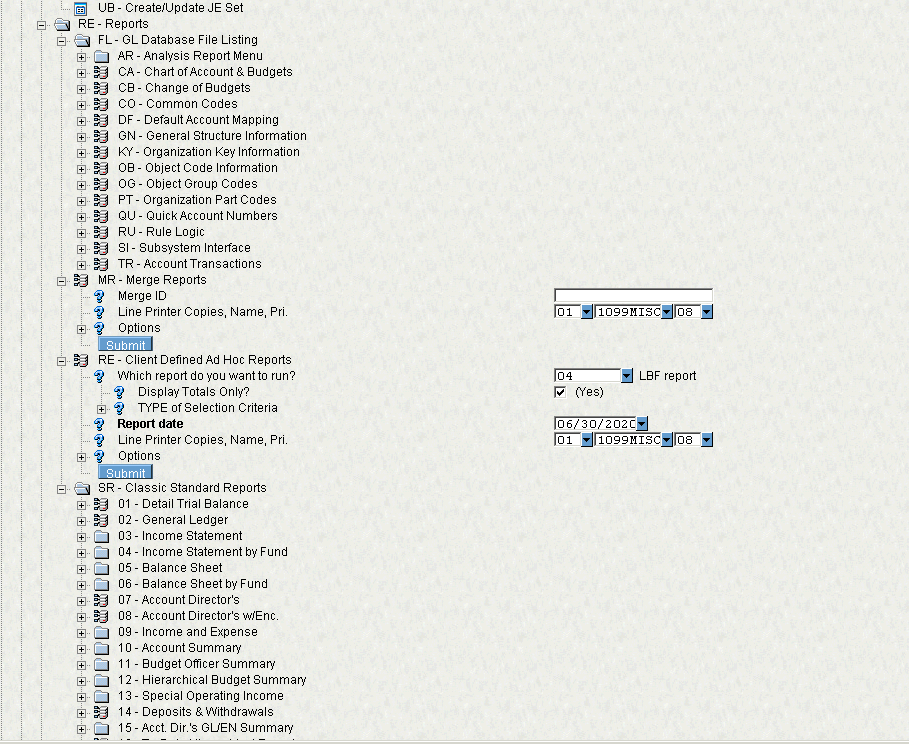 UB - Create/Update JE Set
RE - Reports
FL - GL Database File Listing
AR - Analysis Report Menu
CA - Chart of Account & Budgets
CB - Change of Budgets
CO - Common Codes
DF - Default Account Mapping
GN - General Structure Information
KY - Organization Key Information
OB - Object Code Information
OG - Object Group Codes
PT - Organization Part Codes
QU - Quick Account Numbers
RU - Rule Logic
SI - Subsystem Interface
TR - Account Transactions
MR - Merge Reports
Merge ID
Line Printer Copies, Name, Pri. 01 1099MISC 08
Options
Submit
RE - Client Defined Ad Hoc Reports
Which report do you want to run? 04 LBF report
Display Totals Only? (Yes)
TYPE of Selection Criteria
Report date 06/30/2020
Line Printer Copies, Name, Pri. 01 1099MISC 08
Options
Submit
SR - Classic Standard Reports
01 - Detail Trial Balance
02 - General Ledger
03 - Income Statement
04 - Income Statement by Fund
05 - Balance Sheet
06 - Balance Sheet by Fund
07 - Account Director's
08 - Account Director's w/Enc.
09 - Income and Expense
10 - Account Summary
11 - Budget Officer Summary
12 - Hierarchical Budget Summary
13 - Special Operating Income
14 - Deposits & Withdrawals
15 - Acct. Dir.'s GL/EN Summary